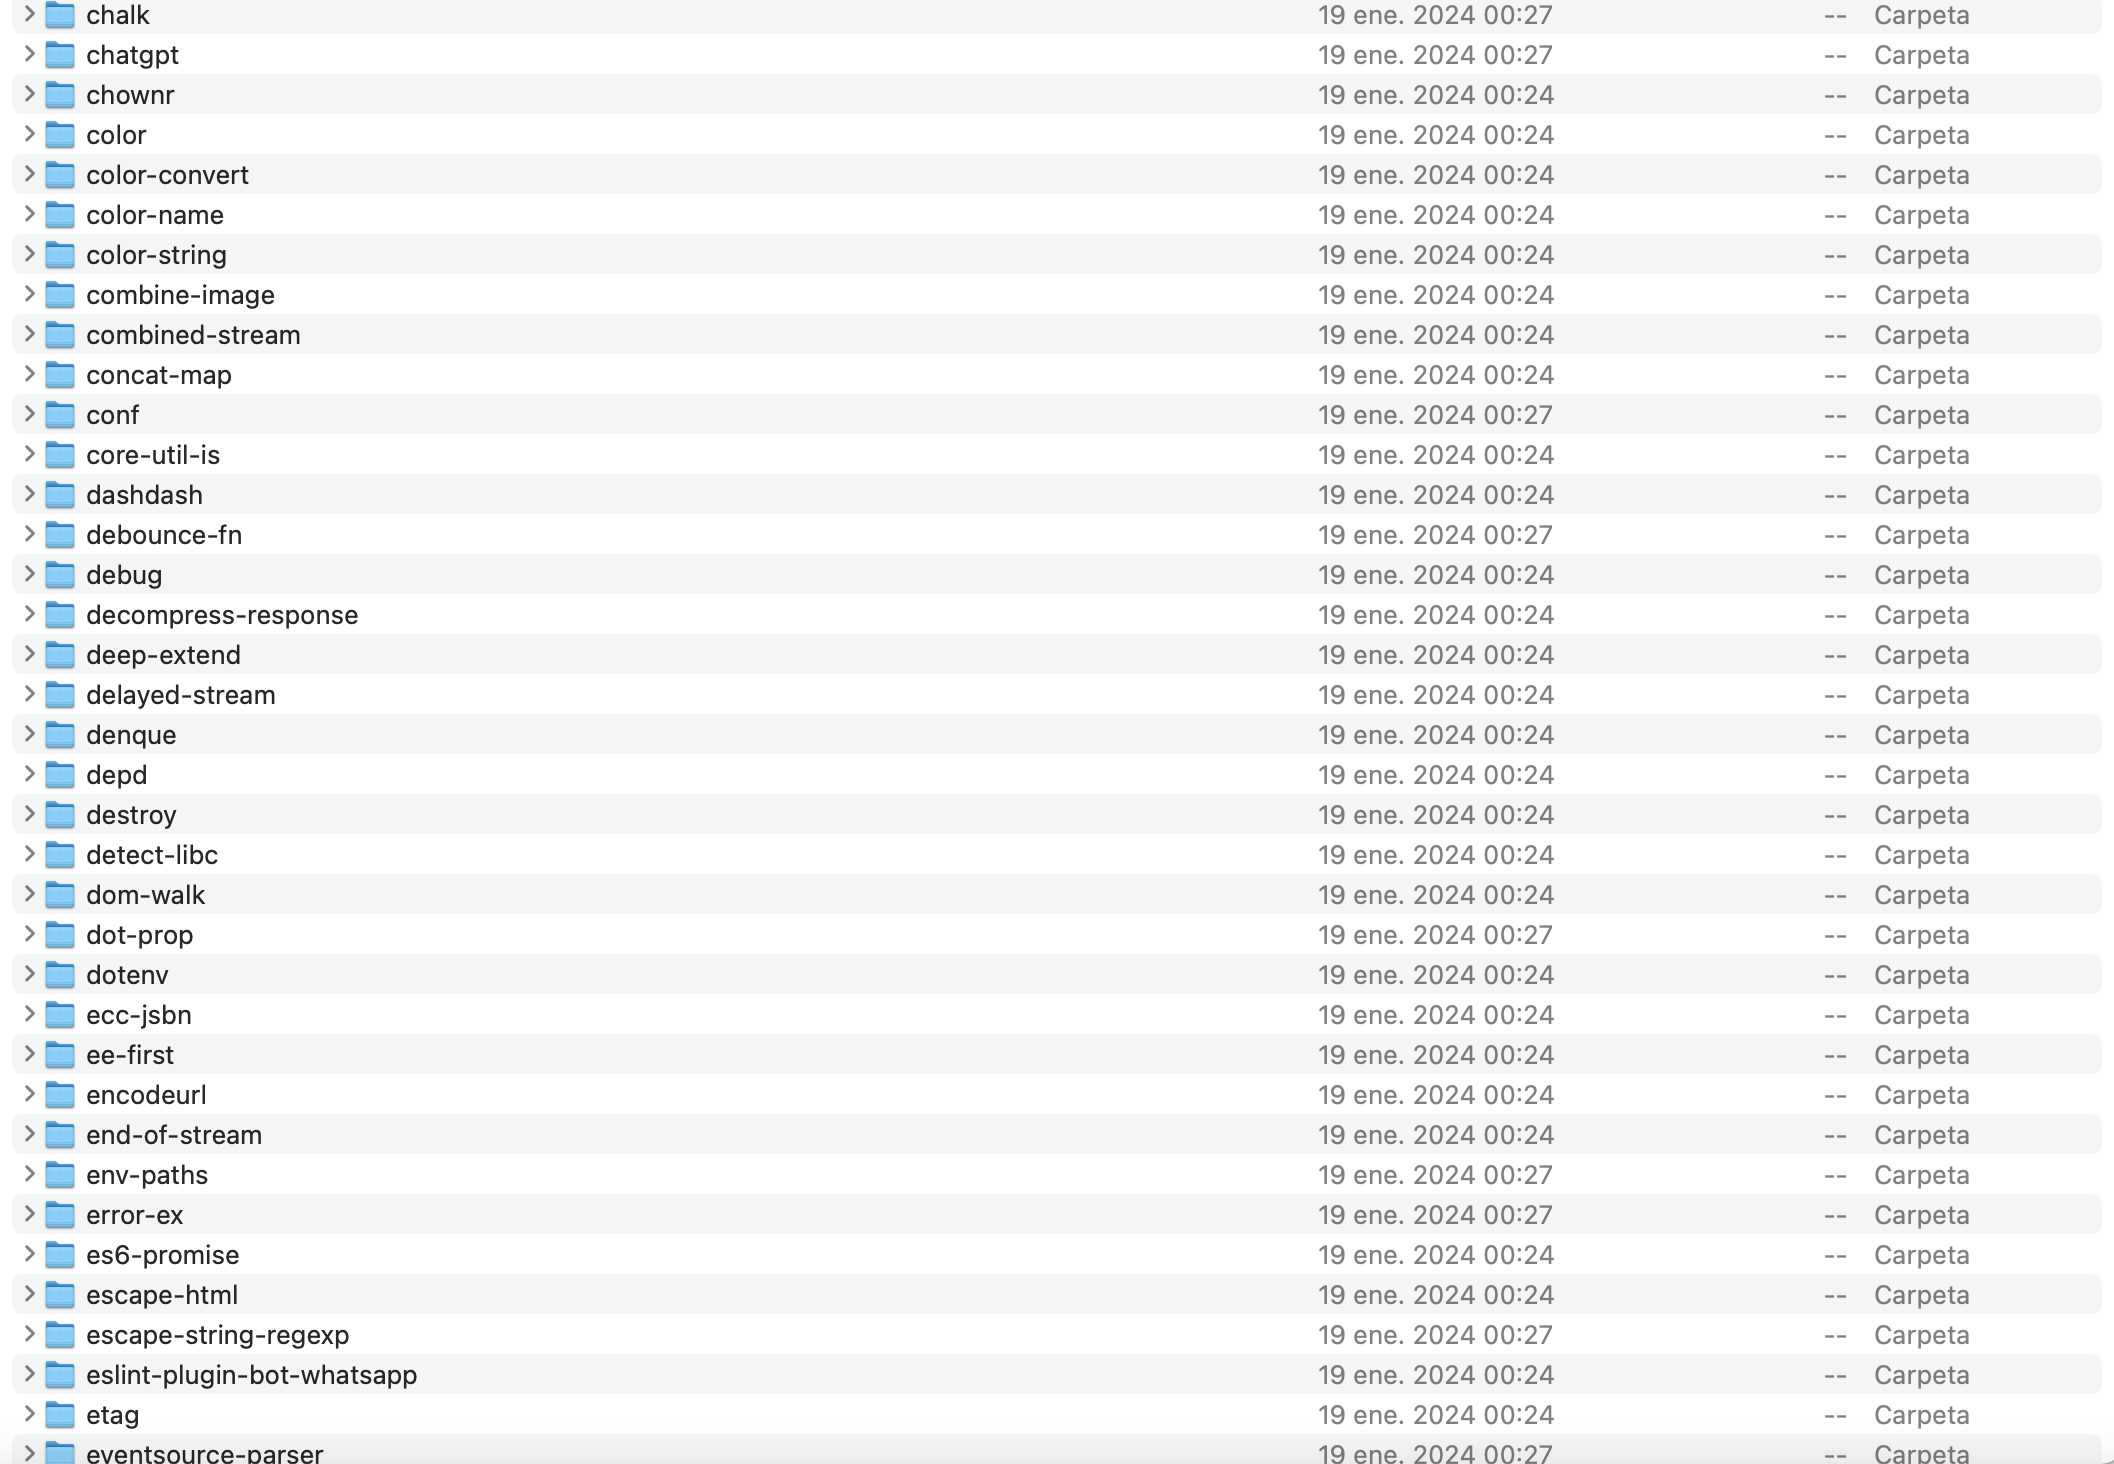 chalk 19 ene. 2024 00:27 -- Carpeta
chatgpt 19 ene. 2024 00:27 -- Carpeta
chownr 19 ene. 2024 00:24 -- Carpeta
color 19 ene. 2024 00:24 -- Carpeta
color-convert 19 ene. 2024 00:24 -- Carpeta
color-name 19 ene. 2024 00:24 -- Carpeta
color-string 19 ene. 2024 00:24 -- Carpeta
combine-image 19 ene. 2024 00:24 -- Carpeta
combined-stream 19 ene. 2024 00:24 -- Carpeta
concat-map 19 ene. 2024 00:24 -- Carpeta
conf 19 ene. 2024 00:27 -- Carpeta
core-util-is 19 ene. 2024 00:24 -- Carpeta
dashdash 19 ene. 2024 00:24 -- Carpeta
debounce-fn 19 ene. 2024 00:27 -- Carpeta
debug 19 ene. 2024 00:24 -- Carpeta
decompress-response 19 ene. 2024 00:24 -- Carpeta
deep-extend 19 ene. 2024 00:24 -- Carpeta
delayed-stream 19 ene. 2024 00:24 -- Carpeta
denque 19 ene. 2024 00:24 -- Carpeta
depd 19 ene. 2024 00:24 -- Carpeta
destroy 19 ene. 2024 00:24 -- Carpeta
detect-libc 19 ene. 2024 00:24 -- Carpeta
dom-walk 19 ene. 2024 00:24 -- Carpeta
dot-prop 19 ene. 2024 00:27 -- Carpeta
dotenv 19 ene. 2024 00:24 -- Carpeta
ecc-jsbn 19 ene. 2024 00:24 -- Carpeta
ee-first 19 ene. 2024 00:24 -- Carpeta
encodeurl 19 ene. 2024 00:24 -- Carpeta
end-of-stream 19 ene. 2024 00:24 -- Carpeta
env-paths 19 ene. 2024 00:27 -- Carpeta
error-ex 19 ene. 2024 00:27 -- Carpeta
es6-promise 19 ene. 2024 00:24 -- Carpeta
escape-html 19 ene. 2024 00:24 -- Carpeta
escape-string-regexp 19 ene. 2024 00:27 -- Carpeta
eslint-plugin-bot-whatsapp 19 ene. 2024 00:24 -- Carpeta
etag 19 ene. 2024 00:24 -- Carpeta
eventsource-parser 19 ene. 2024 00:27 -- Carpeta